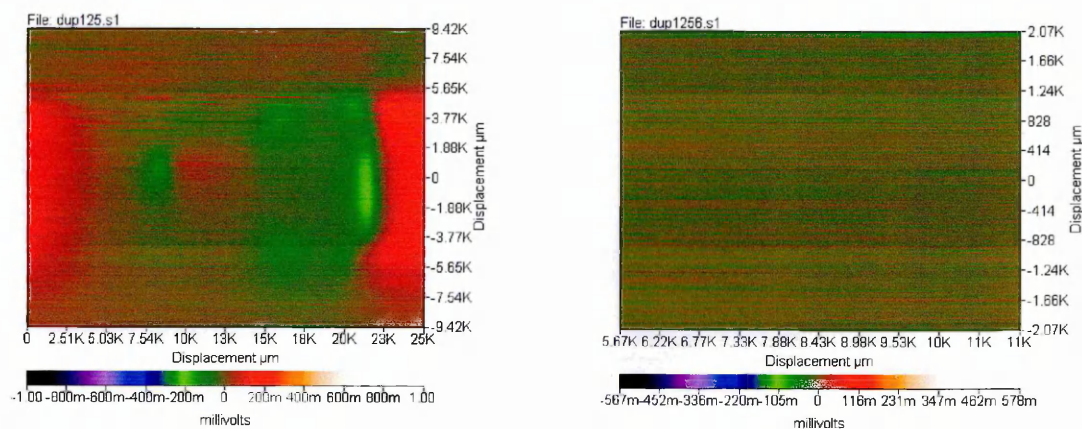 File: dup125.s1
9.42K
7.54K
5.65K
3.77K
1.88K
0
-1.88K
-3.77K
-5.65K
-7.54K
-9.42K
Displacement µm
0 2.51K 5.03K 7.54K 10K 13K 15K 18K 20K 23K 25K
Displacement µm
-1.00 -800m -600m -400m -200m 0 200m 400m 600m 800m 1.00
millivolts
File: dup1256.s1
2.07K
1.66K
1.24K
828
414
0
-414
-828
-1.24K
-1.66K
-2.07K
Displacement µm
5.67K 6.22K 6.77K 7.33K 7.88K 8.43K 8.98K 9.53K 10K 11K 11K
Displacement µm
-567m -452m -336m -220m -105m 0 116m 231m 347m 462m 578m
millivolts